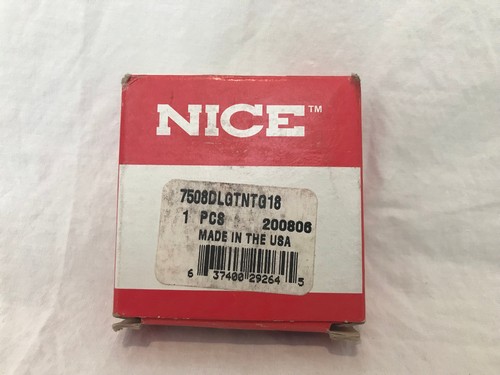 NICE™
7508DLGTNTG18
1 PCS 200806
MADE IN THE USA
6 37400 29264 5